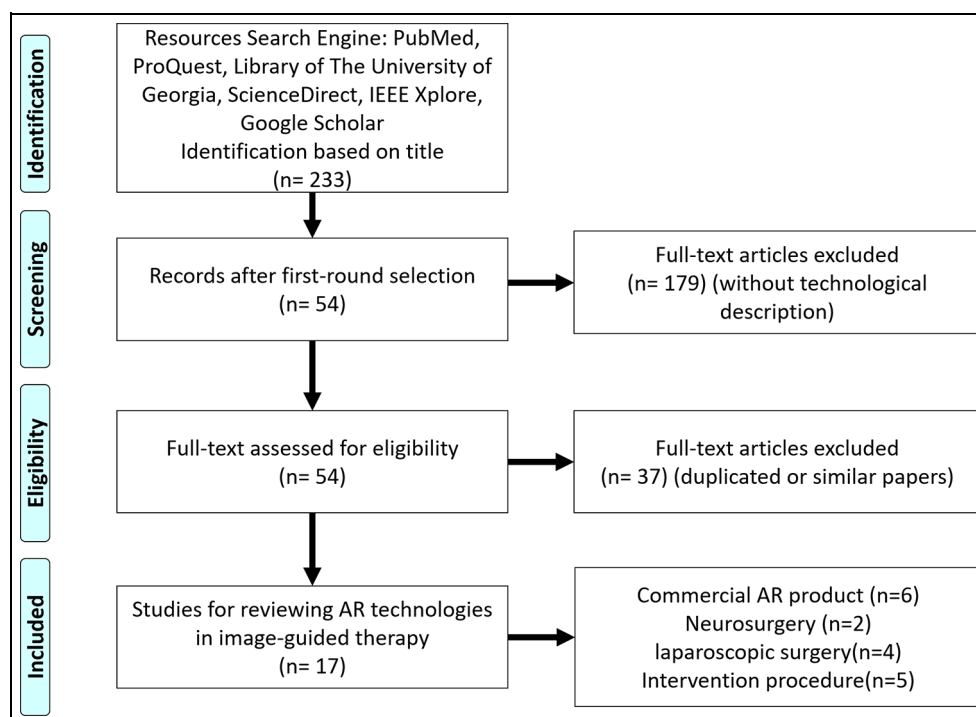 Identification
Resources Search Engine: PubMed,
ProQuest, Library of The University of
Georgia, ScienceDirect, IEEE Xplore,
Google Scholar
Identification based on title
(n= 233)
Screening
Records after first-round selection
(n= 54)
Full-text articles excluded
(n= 179) (without technological
description)
Eligibility
Full-text assessed for eligibility
(n= 54)
Full-text articles excluded
(n= 37) (duplicated or similar papers)
Included
Studies for reviewing AR technologies
in image-guided therapy
(n= 17)
Commercial AR product (n=6)
Neurosurgery (n=2)
laparoscopic surgery(n=4)
Intervention procedure(n=5)